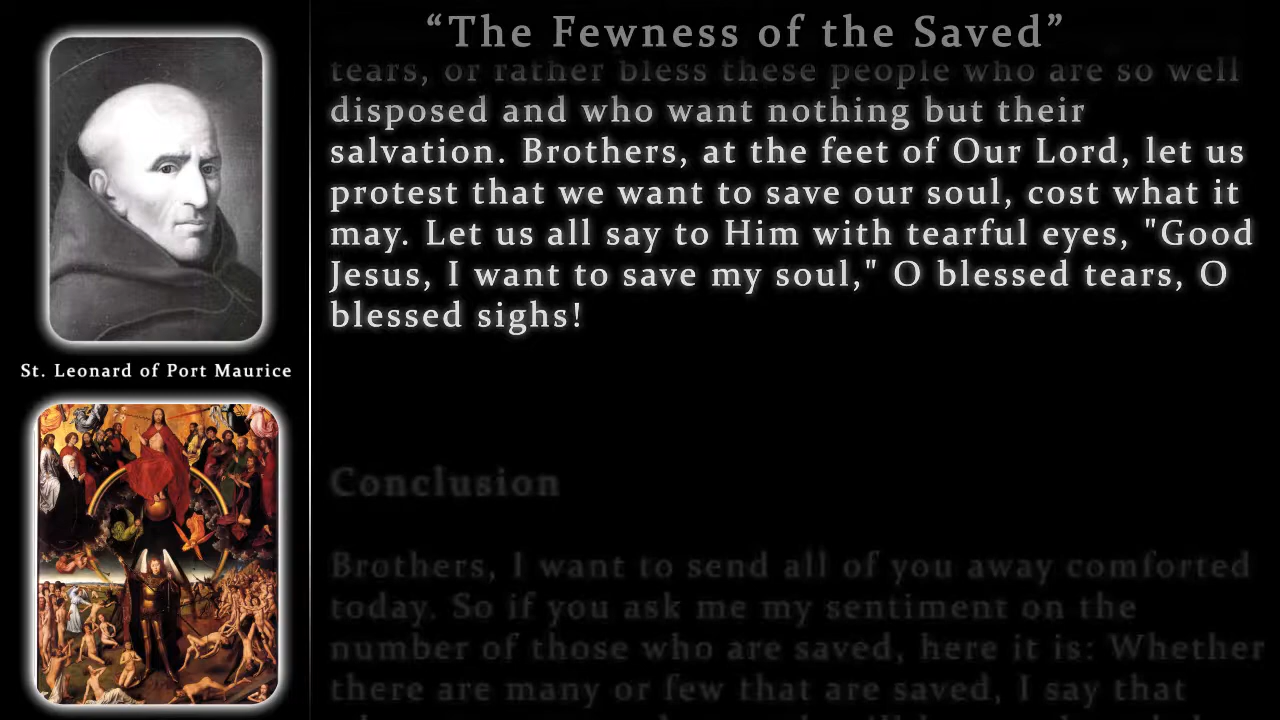 “The Fewness of the Saved”
tears, or rather bless these people who are so well
disposed and who want nothing but their
salvation. Brothers, at the feet of Our Lord, let us
protest that we want to save our soul, cost what it
may. Let us all say to Him with tearful eyes, "Good
Jesus, I want to save my soul," O blessed tears, O
blessed sighs!
St. Leonard of Port Maurice
Conclusion
Brothers, I want to send all of you away comforted
today. So if you ask me my sentiment on the
number of those who are saved, here it is: Whether
there are many or few that are saved, I say that